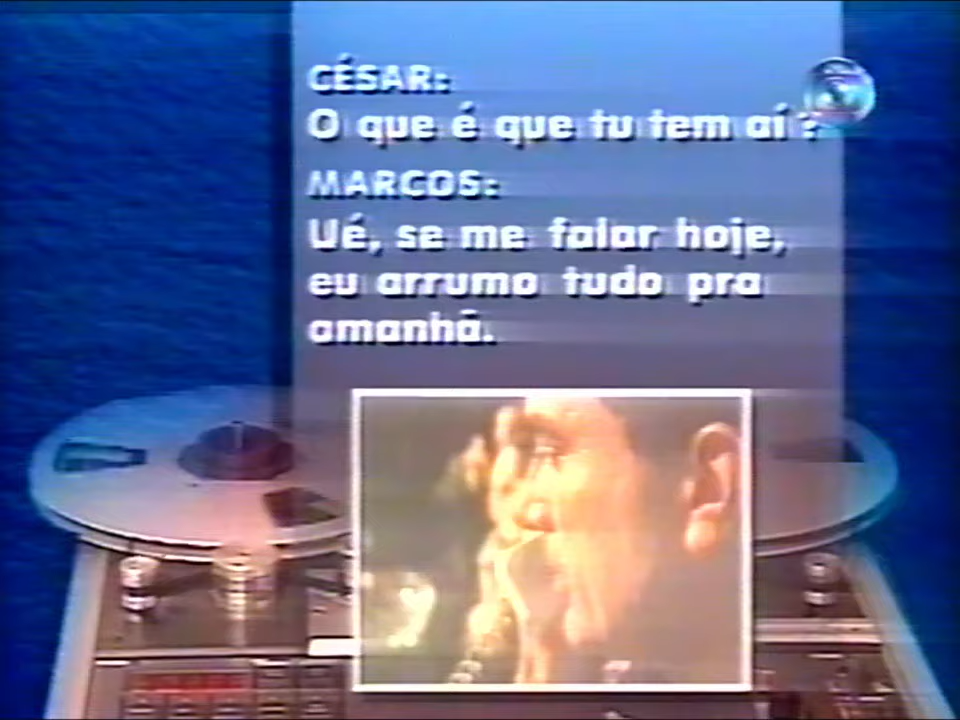 CÉSAR:
O que é que tu tem aí?
MARCOS:
Ué, se me falar hoje,
eu arrumo tudo pra
amanhã.